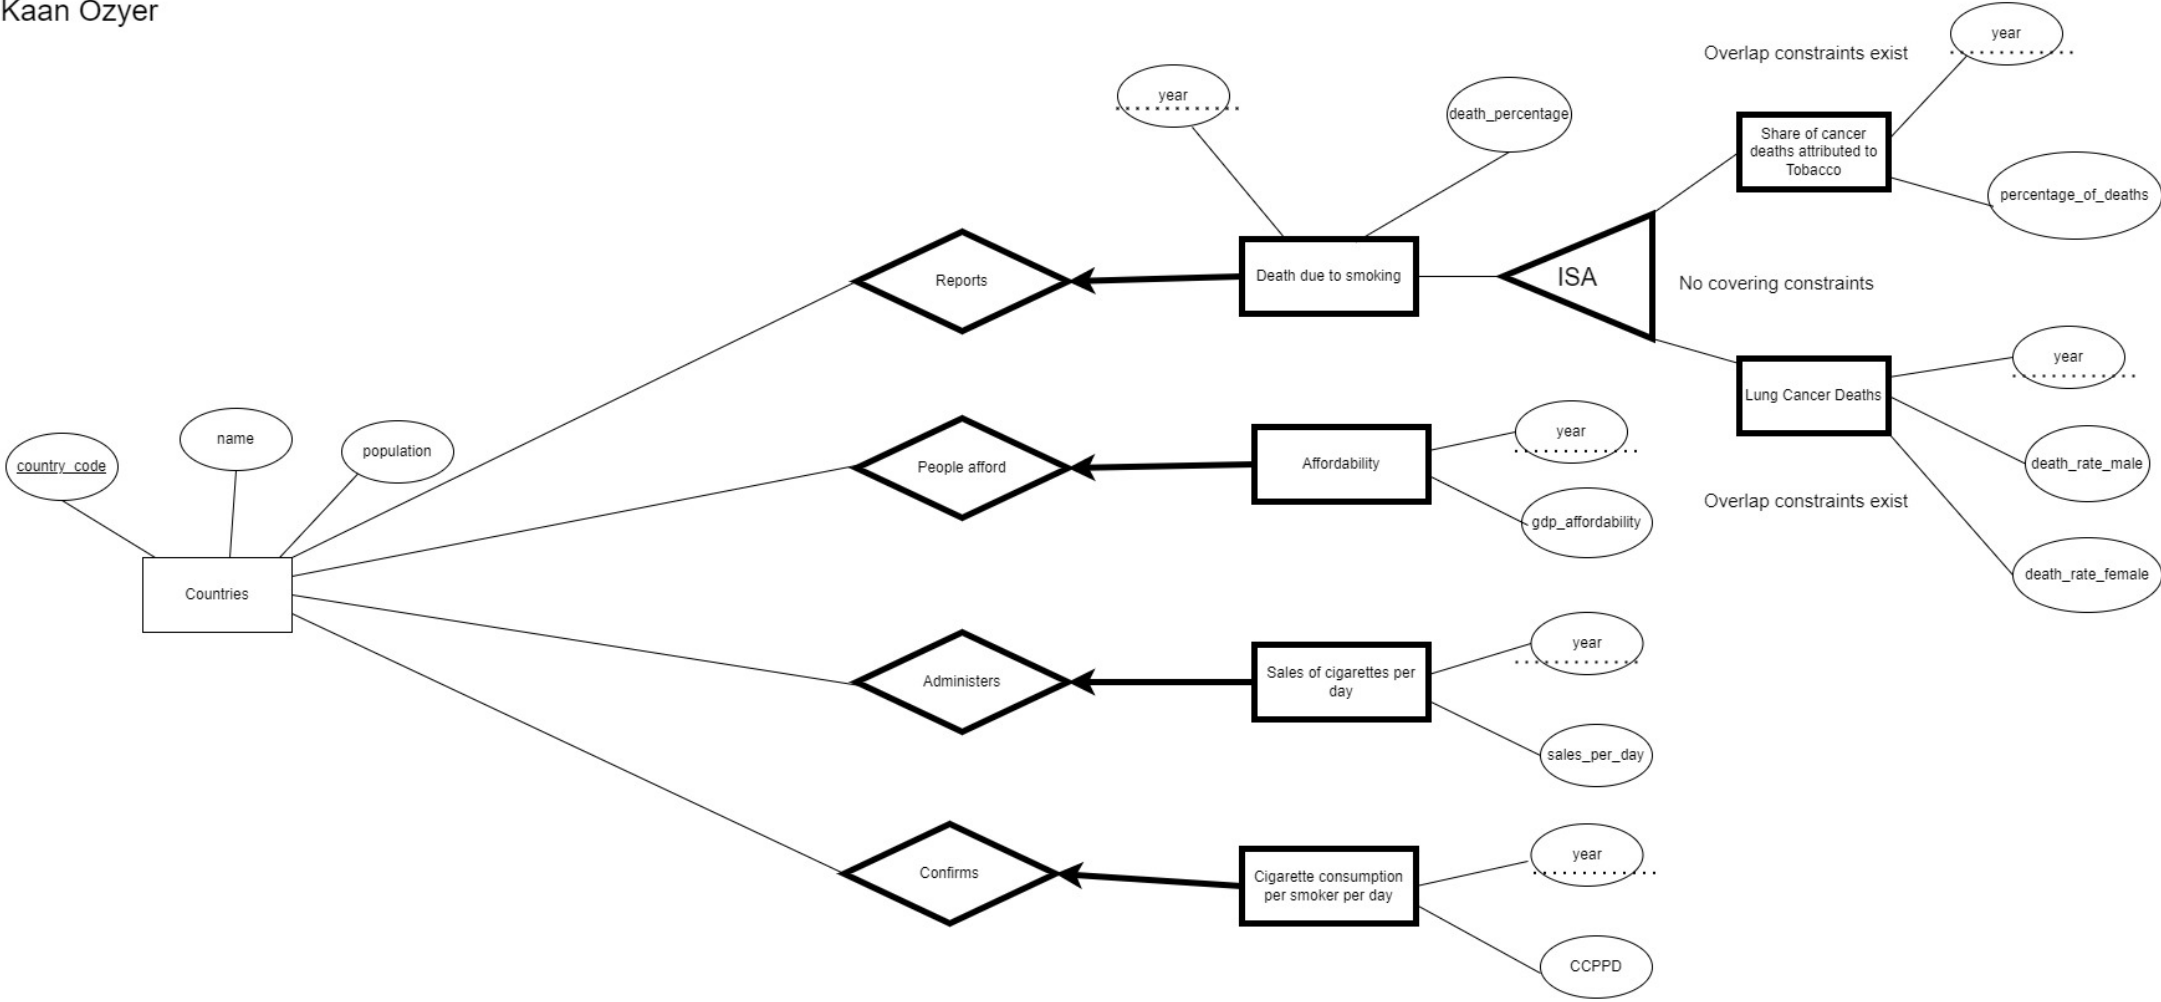 Kaan Ozyer
year
Overlap constraints exist
year
death_percentage
Share of cancer
deaths attributed to
Tobacco
percentage_of_deaths
Reports
Death due to smoking
ISA
No covering constraints
year
Lung Cancer Deaths
death_rate_male
Overlap constraints exist
death_rate_female
country_code
name
population
Countries
People afford
Affordability
year
gdp_affordability
Administers
Sales of cigarettes per
day
year
sales_per_day
Confirms
Cigarette consumption
per smoker per day
year
CCPPD